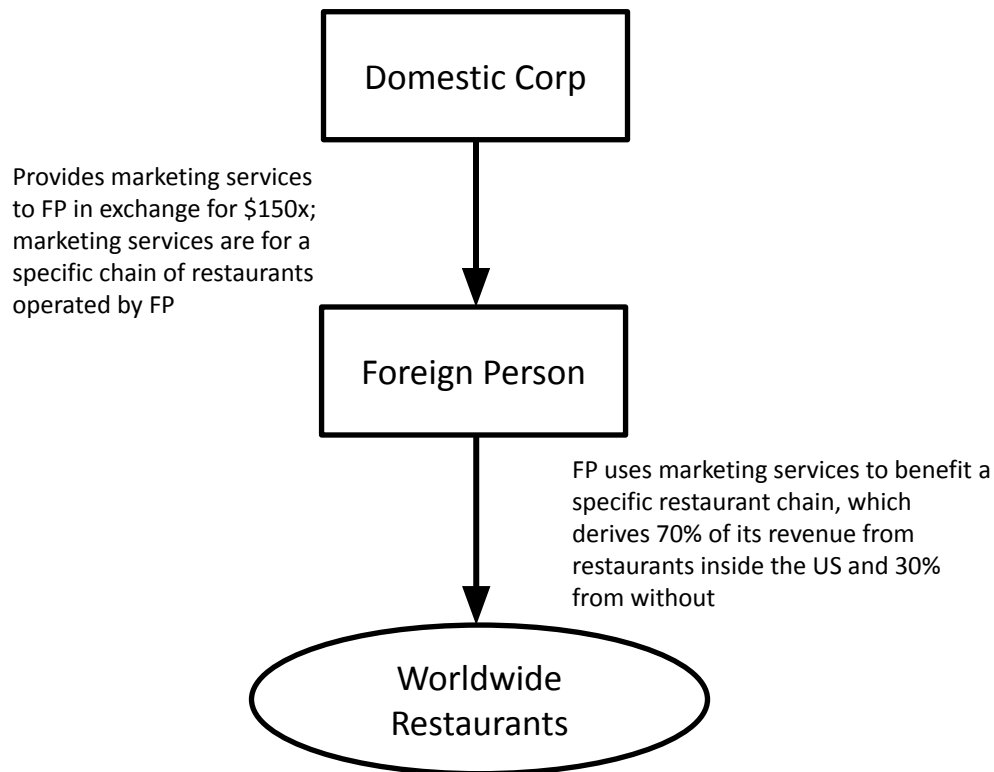 Domestic Corp
Provides marketing services
to FP in exchange for $150x;
marketing services are for a
specific chain of restaurants
operated by FP
Foreign Person
FP uses marketing services to benefit a
specific restaurant chain, which
derives 70% of its revenue from
restaurants inside the US and 30%
from without
Worldwide
Restaurants